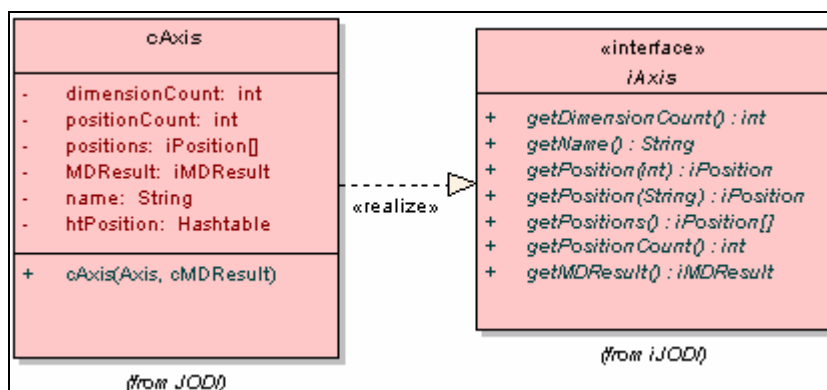 cAxis
- dimensionCount: int
- positionCount: int
- positions: iPosition[]
- MDResult: iMDResult
- name: String
- htPosition: Hashtable
+ cAxis(Axis, cMDResult)
(from JODI)
«realize»
«interface»
iAxis
+ getDimensionCount() : int
+ getName() : String
+ getPosition(int) : iPosition
+ getPosition(String) : iPosition
+ getPositions() : iPosition[]
+ getPositionCount() : int
+ getMDResult() : iMDResult
(from iJODI)